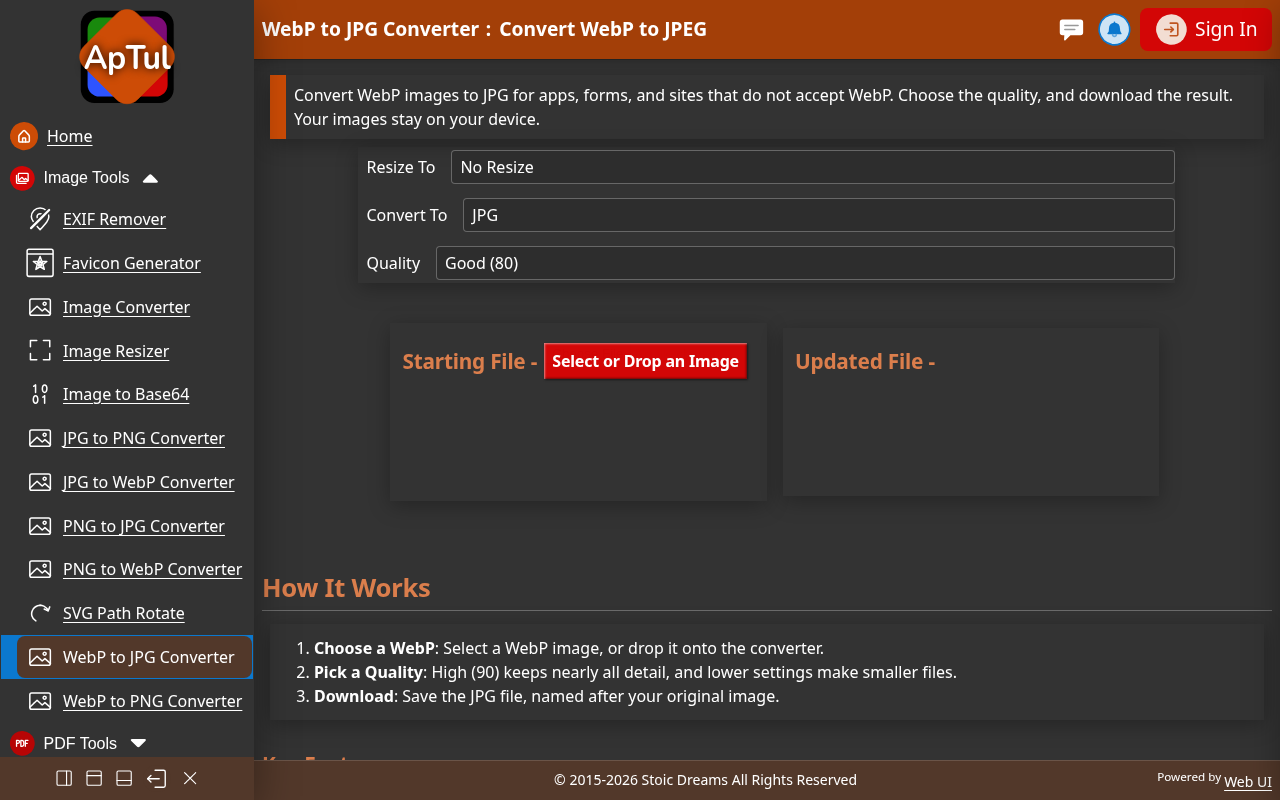 ApTul
Home
Image Tools
EXIF Remover
Favicon Generator
Image Converter
Image Resizer
Image to Base64
JPG to PNG Converter
JPG to WebP Converter
PNG to JPG Converter
PNG to WebP Converter
SVG Path Rotate
WebP to JPG Converter
WebP to PNG Converter
PDF Tools
WebP to JPG Converter : Convert WebP to JPEG
Sign In
Convert WebP images to JPG for apps, forms, and sites that do not accept WebP. Choose the quality, and download the result.
Your images stay on your device.
Resize To No Resize
Convert To JPG
Quality Good (80)
Starting File - Select or Drop an Image
Updated File -
How It Works
1. Choose a WebP: Select a WebP image, or drop it onto the converter.
2. Pick a Quality: High (90) keeps nearly all detail, and lower settings make smaller files.
3. Download: Save the JPG file, named after your original image.
© 2015-2026 Stoic Dreams All Rights Reserved
Powered by Web UI